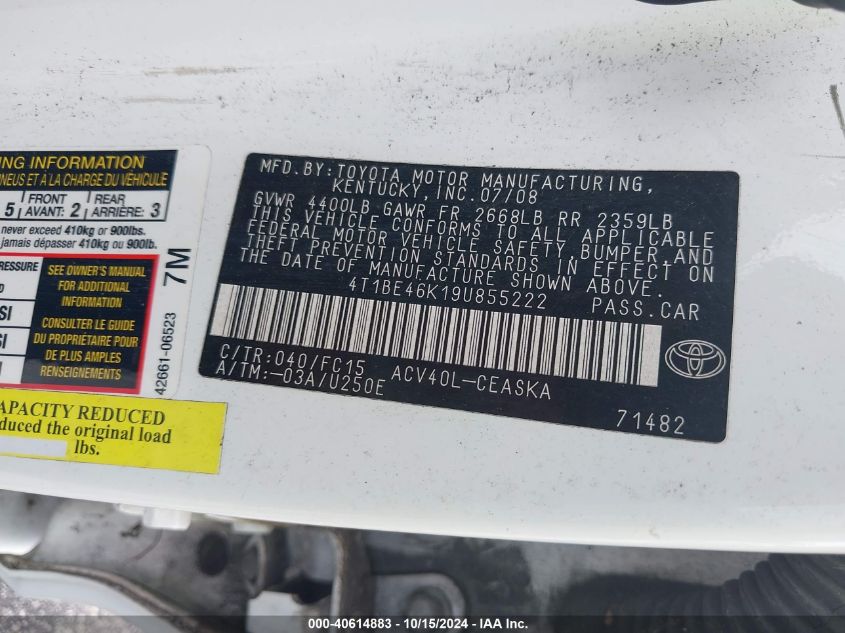 NG INFORMATION
NEUS ET À LA CHARGE DU VÉHICULE
5 FRONT AVANT: 2 REAR ARRIÈRE: 3
never exceed 410kg or 900lbs.
jamais dépasser 410kg ou 900lb.
PRESSURE
SEE OWNER'S MANUAL
FOR ADDITIONAL
INFORMATION
CONSULTER LE GUIDE
DU PROPRIÉTAIRE POUR
DE PLUS AMPLES
RENSEIGNEMENTS
7M
42661-06523
CAPACITY REDUCED
duced the original load
lbs.
MFD. BY: TOYOTA MOTOR MANUFACTURING,
KENTUCKY, INC. 07/08
GVWR 4400LB GAWR FR 2668LB RR 2359LB
THIS VEHICLE CONFORMS TO ALL APPLICABLE
FEDERAL MOTOR VEHICLE SAFETY, BUMPER, AND
THEFT PREVENTION STANDARDS IN EFFECT ON
THE DATE OF MANUFACTURE SHOWN ABOVE.
4T1BE46K19U855222 PASS.CAR
C/TR: 040/FC15 ACV40L-CEASKA
A/TM:-03A/U250E
71482
000-40614883 - 10/15/2024 - IAA Inc.